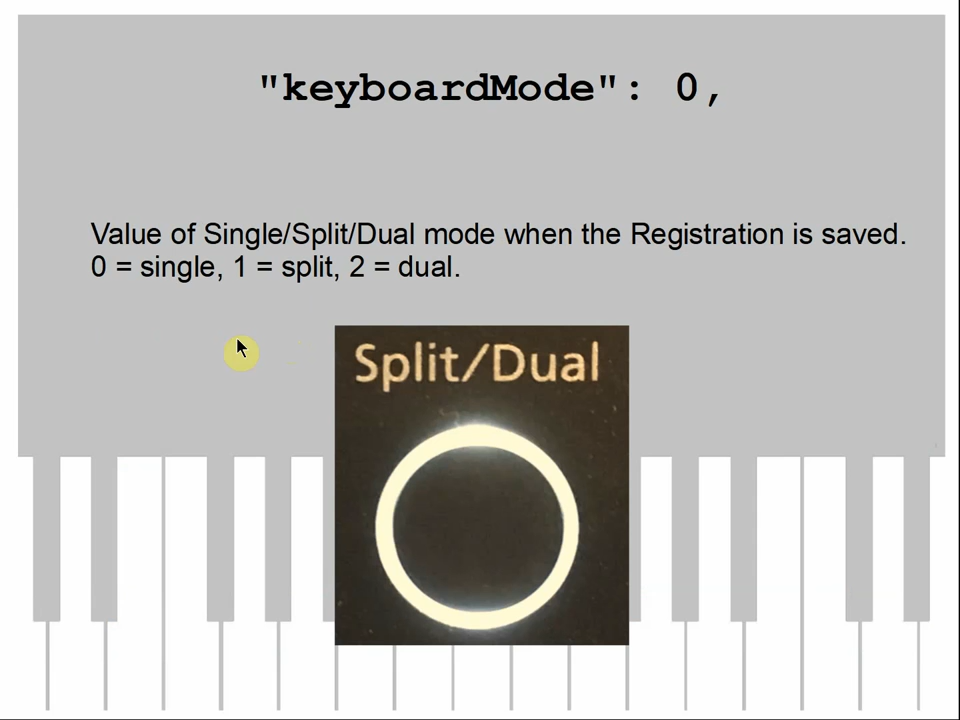 "keyboardMode": 0,
Value of Single/Split/Dual mode when the Registration is saved.
0 = single, 1 = split, 2 = dual.
Split/Dual